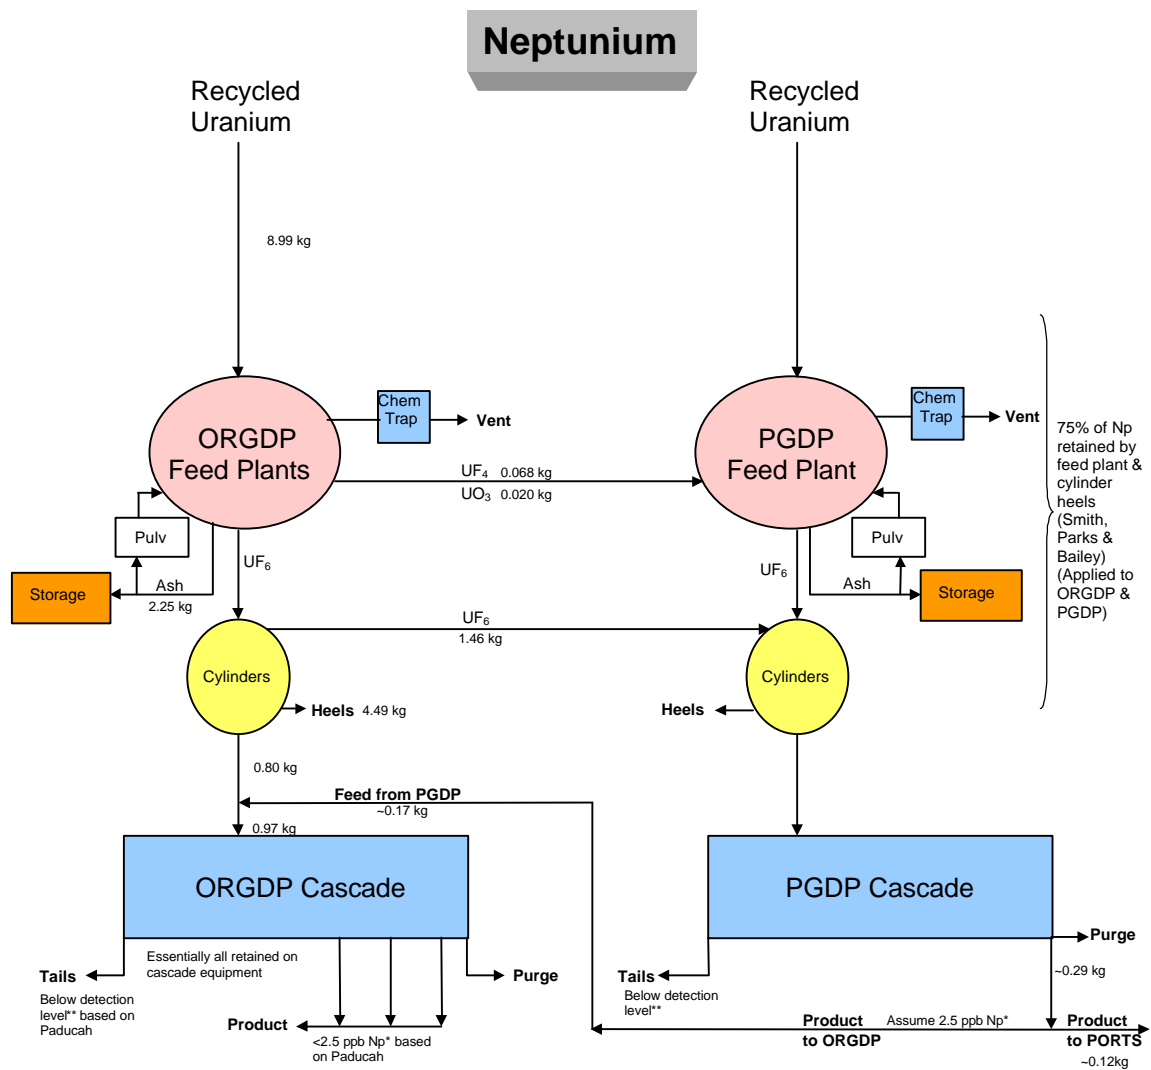 Neptunium
Recycled
Uranium
Recycled
Uranium
8.99 kg
ORGDP
Feed Plants
Chem
Trap
Vent
PGDP
Feed Plant
Chem
Trap
Vent
UF₄ 0.068 kg
UO₃ 0.020 kg
75% of Np
retained by
feed plant &
cylinder
heels
(Smith,
Parks &
Bailey)
(Applied to
ORGDP &
PGDP)
Pulv
Pulv
UF₆
UF₆
Storage
Ash
2.25 kg
Ash
Storage
UF₆
1.46 kg
Cylinders
Cylinders
Heels 4.49 kg
Heels
0.80 kg
Feed from PGDP
~0.17 kg
0.97 kg
ORGDP Cascade
PGDP Cascade
Essentially all retained on
cascade equipment
Tails
Below detection
level** based on
Paducah
Purge
Product
<2.5 ppb Np* based
on Paducah
Purge
Tails
Below detection
level**
~0.29 kg
Product
to ORGDP
Assume 2.5 ppb Np*
Product
to PORTS
~0.12kg